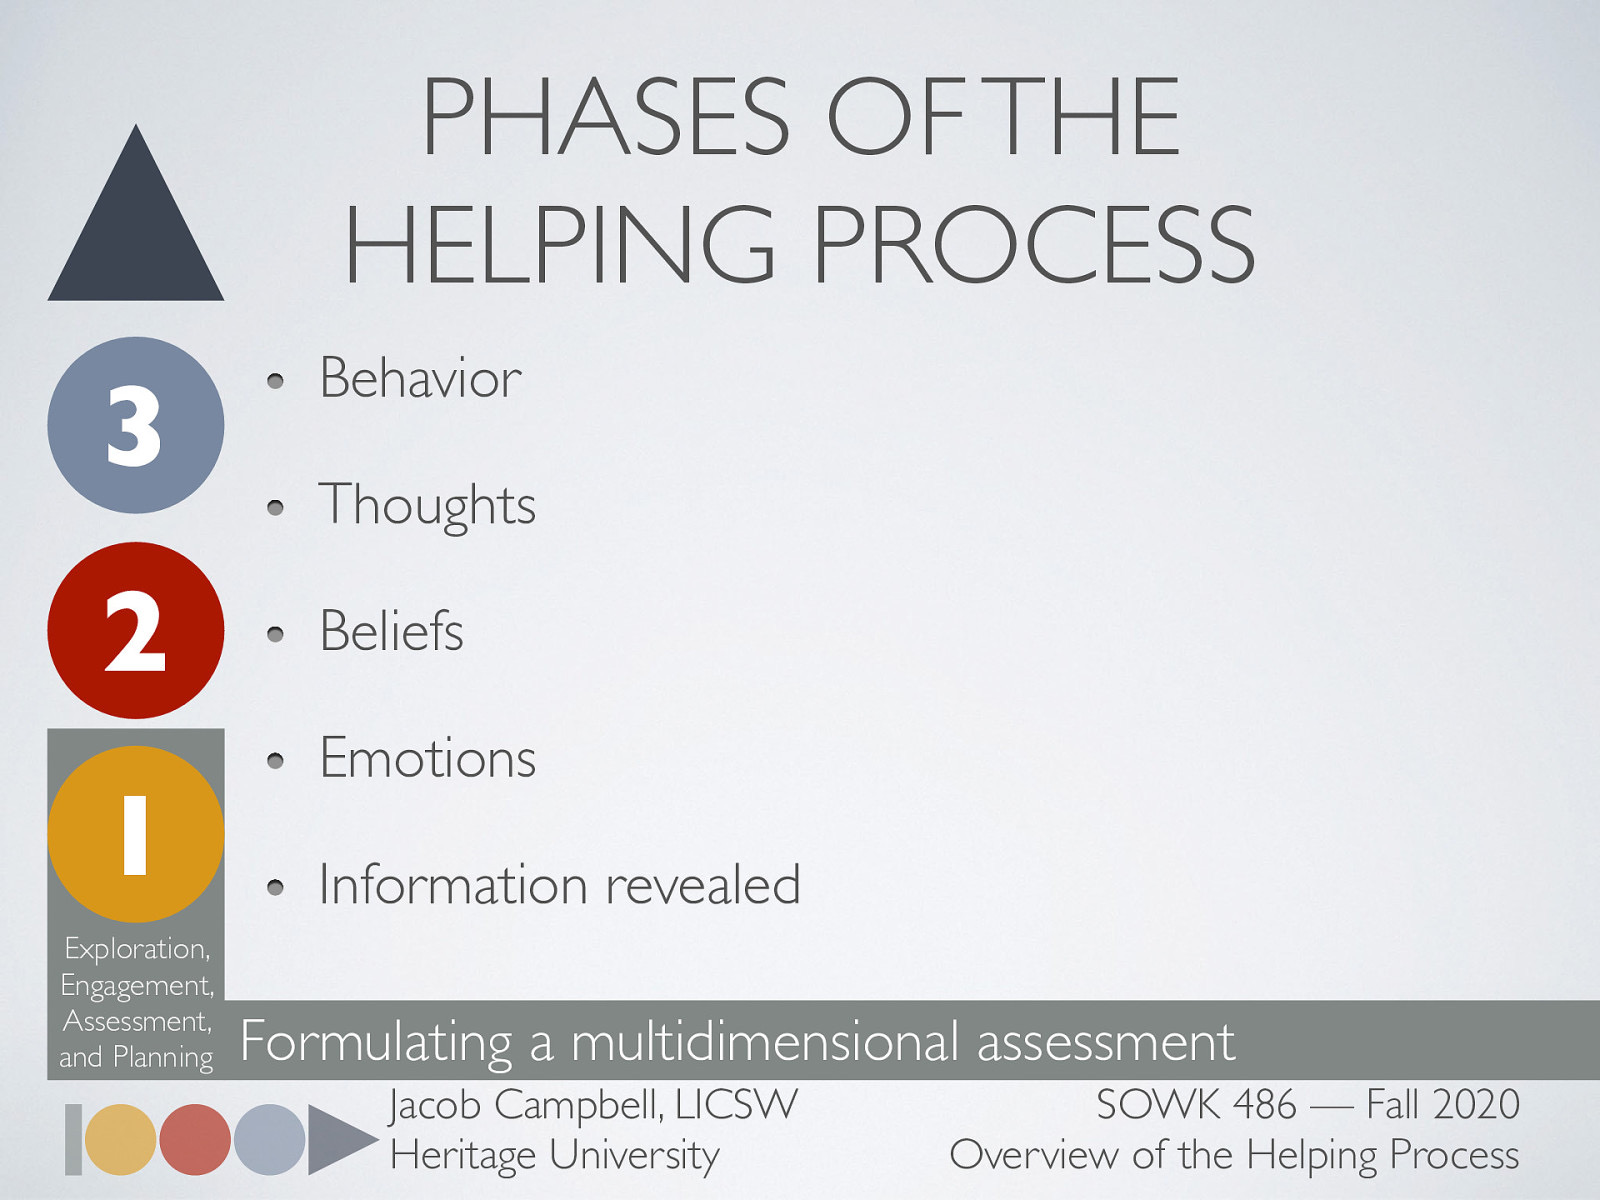 PHASES OF THE
HELPING PROCESS
3
2
1
Exploration,
Engagement,
Assessment,
and Planning
• Behavior
• Thoughts
• Beliefs
• Emotions
• Information revealed
Formulating a multidimensional assessment
Jacob Campbell, LICSW
Heritage University
SOWK 486 — Fall 2020
Overview of the Helping Process